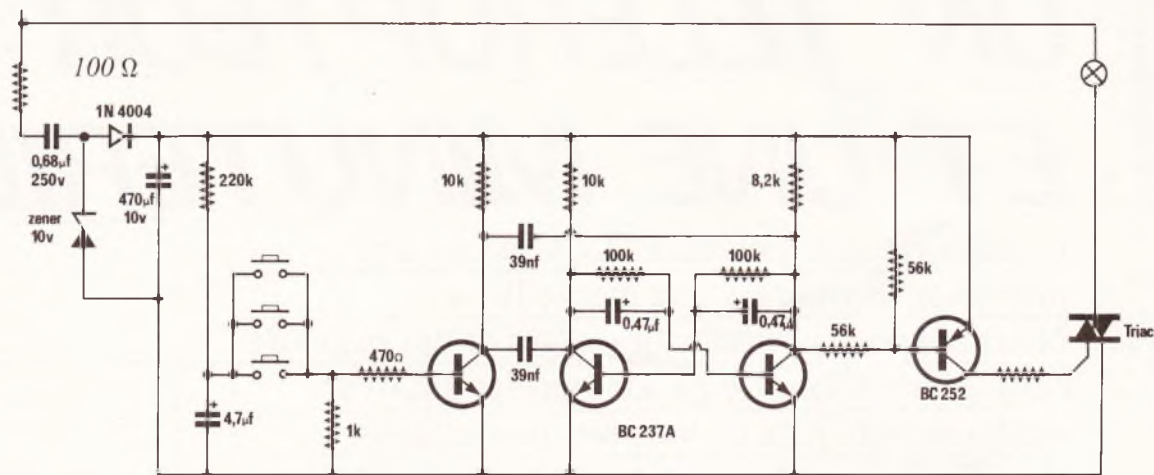 100 Ω
1N 4004
0,68µf
250v
470µf
10v
220k
10k
10k
8,2k
zener
10v
39nf
100k
100k
56k
0,47µf
0,47µ
56k
Triac
470Ω
39nf
4,7µf
1k
BC 237A
BC 252